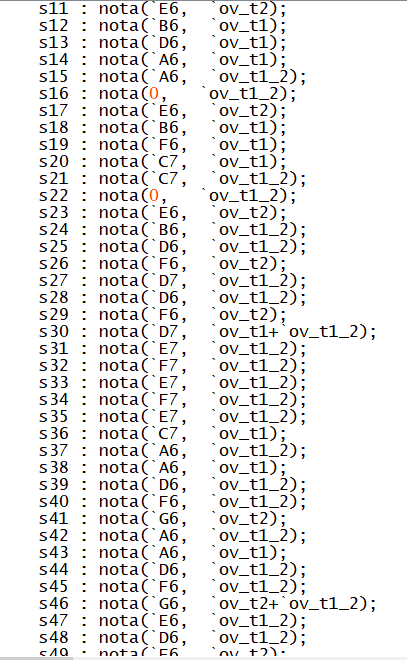 s11 : nota(`E6, `ov_t2);
s12 : nota(`B6, `ov_t1);
s13 : nota(`D6, `ov_t1);
s14 : nota(`A6, `ov_t1);
s15 : nota(`A6, `ov_t1_2);
s16 : nota(0, `ov_t1_2);
s17 : nota(`E6, `ov_t2);
s18 : nota(`B6, `ov_t1);
s19 : nota(`F6, `ov_t1);
s20 : nota(`C7, `ov_t1);
s21 : nota(`C7, `ov_t1_2);
s22 : nota(0, `ov_t1_2);
s23 : nota(`E6, `ov_t2);
s24 : nota(`B6, `ov_t1_2);
s25 : nota(`D6, `ov_t1_2);
s26 : nota(`F6, `ov_t2);
s27 : nota(`D7, `ov_t1_2);
s28 : nota(`D6, `ov_t1_2);
s29 : nota(`F6, `ov_t2);
s30 : nota(`D7, `ov_t1+`ov_t1_2);
s31 : nota(`E7, `ov_t1_2);
s32 : nota(`F7, `ov_t1_2);
s33 : nota(`E7, `ov_t1_2);
s34 : nota(`F7, `ov_t1_2);
s35 : nota(`E7, `ov_t1_2);
s36 : nota(`C7, `ov_t1);
s37 : nota(`A6, `ov_t1_2);
s38 : nota(`A6, `ov_t1);
s39 : nota(`D6, `ov_t1_2);
s40 : nota(`F6, `ov_t1_2);
s41 : nota(`G6, `ov_t2);
s42 : nota(`A6, `ov_t1_2);
s43 : nota(`A6, `ov_t1);
s44 : nota(`D6, `ov_t1_2);
s45 : nota(`F6, `ov_t1_2);
s46 : nota(`G6, `ov_t2+`ov_t1_2);
s47 : nota(`E6, `ov_t1_2);
s48 : nota(`D6, `ov_t1_2);
s49 : nota(`E6, `ov_t2);